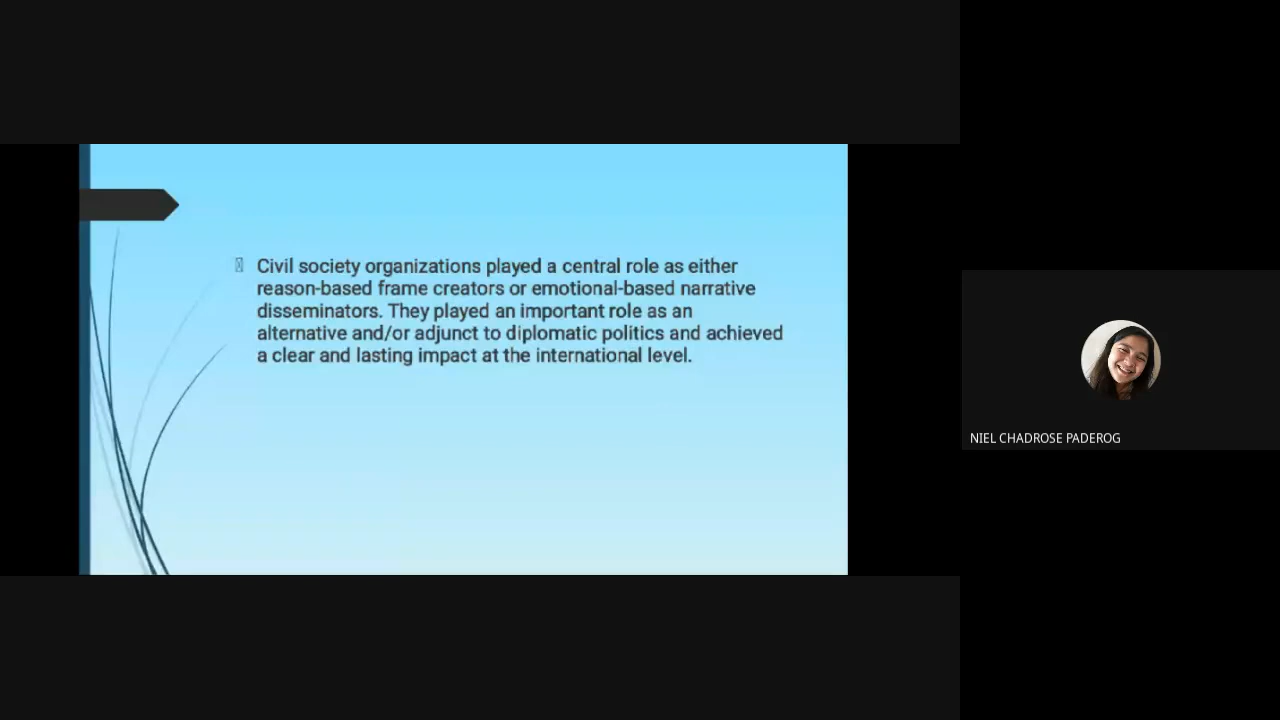 Civil society organizations played a central role as either
reason-based frame creators or emotional-based narrative
disseminators. They played an important role as an
alternative and/or adjunct to diplomatic politics and achieved
a clear and lasting impact at the international level.
NIEL CHADROSE PADEROG